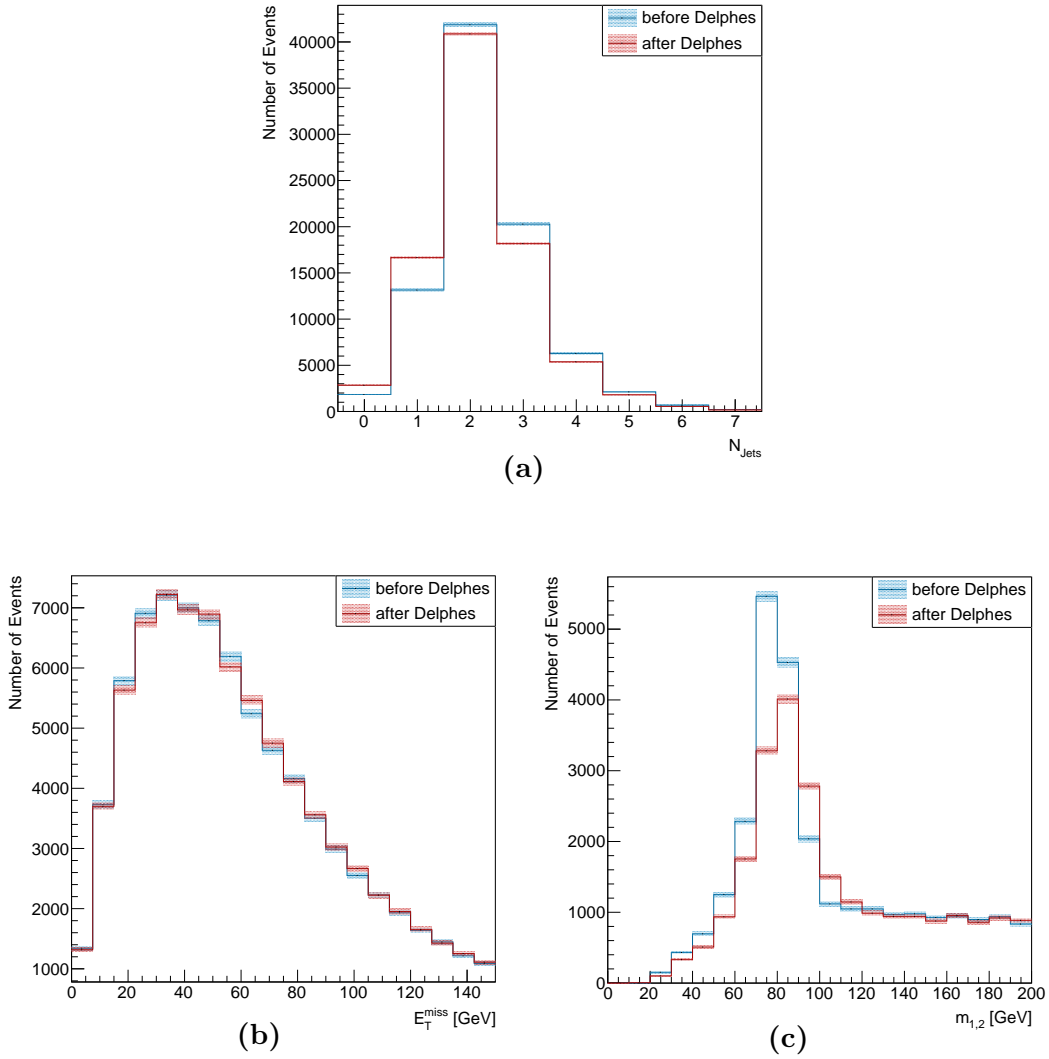 Number of Events
40000
35000
30000
25000
20000
15000
10000
5000
0
before Delphes
after Delphes
0 1 2 3 4 5 6 7
N_Jets
(a)
Number of Events
7000
6000
5000
4000
3000
2000
1000
before Delphes
after Delphes
0 20 40 60 80 100 120 140
E_T^miss [GeV]
(b)
Number of Events
5000
4000
3000
2000
1000
0
before Delphes
after Delphes
0 20 40 60 80 100 120 140 160 180 200
m_1,2 [GeV]
(c)